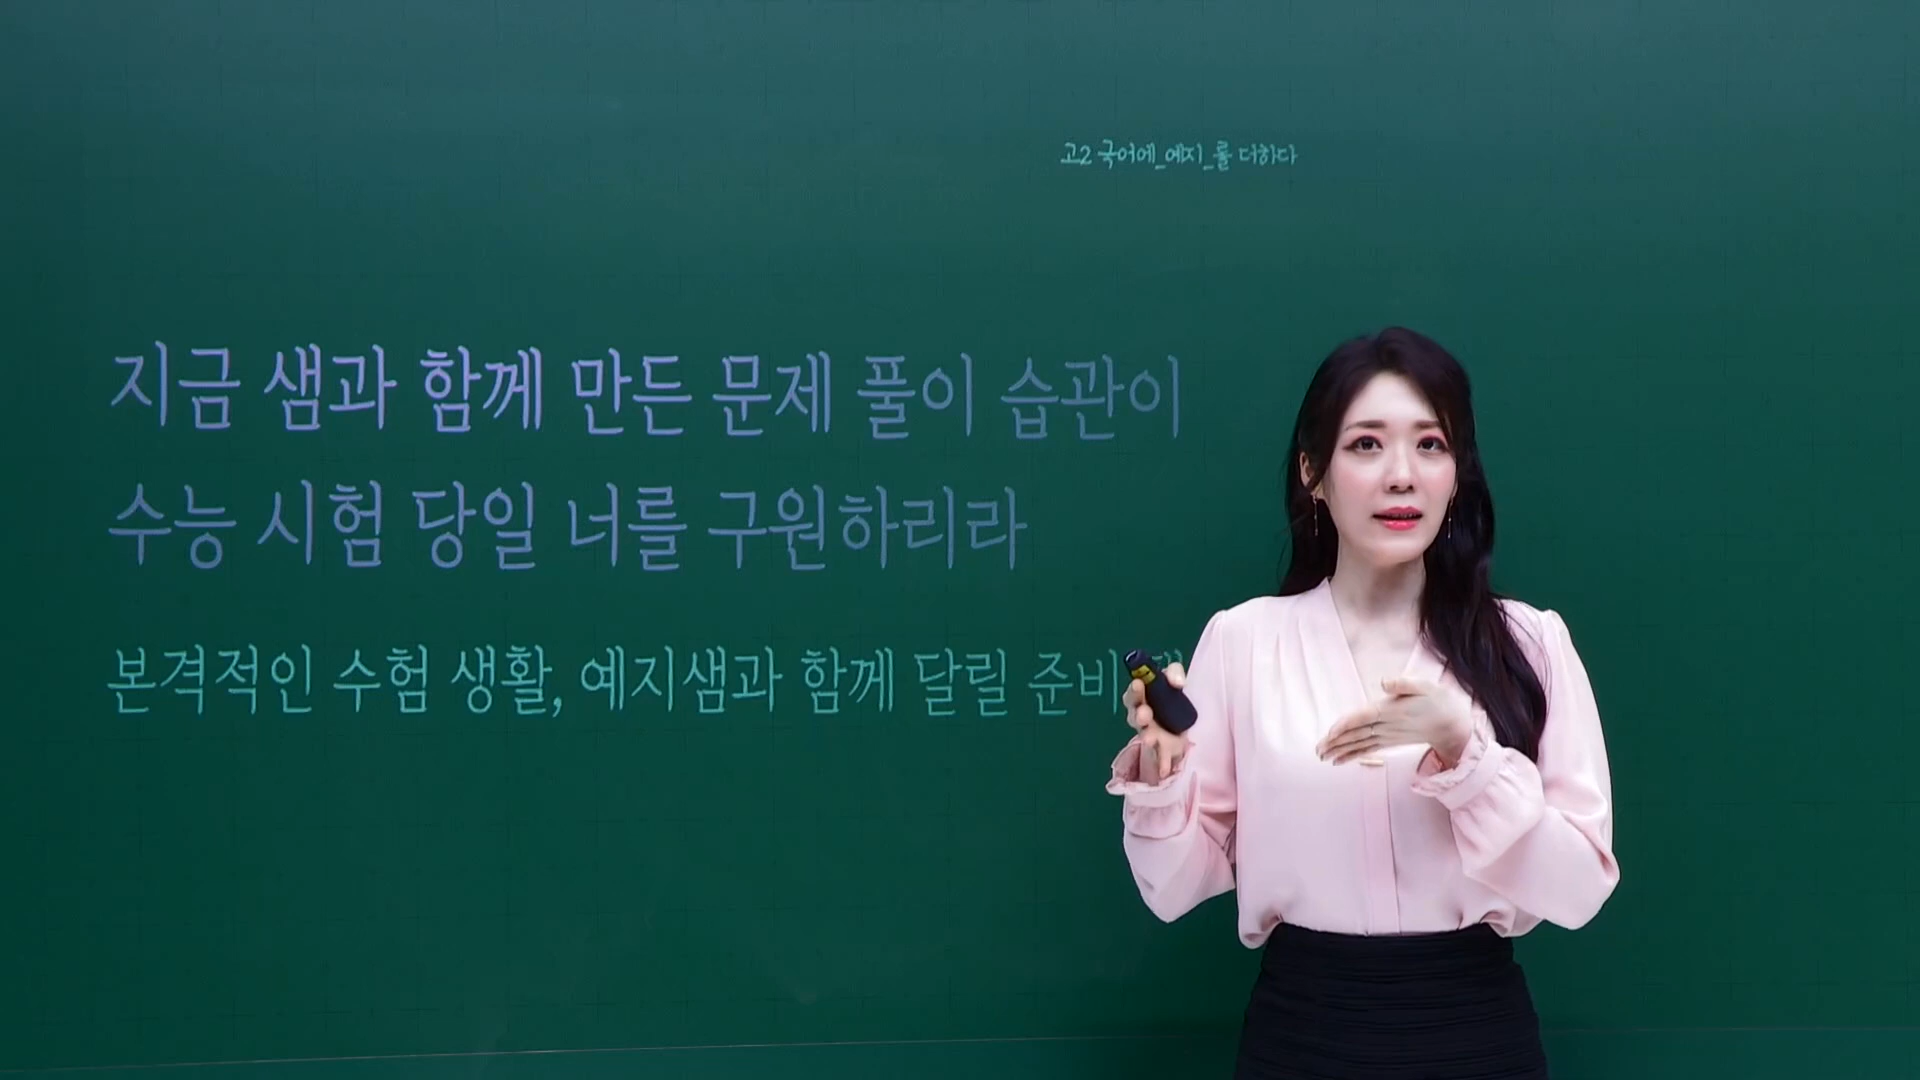 고2 국어에_예지_를 더하다
지금 샘과 함께 만든 문제 풀이 습관이
수능 시험 당일 너를 구원하리라
본격적인 수험 생활, 예지샘과 함께 달릴 준비